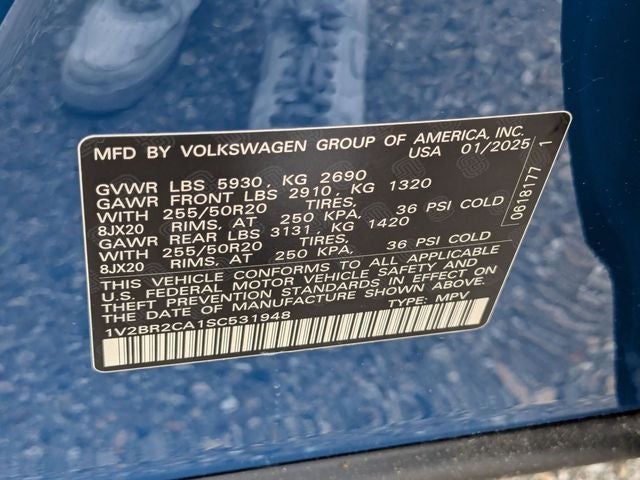 MFD BY VOLKSWAGEN GROUP OF AMERICA, INC.
USA 01/2025
GVWR LBS 5930, KG 2690
GAWR FRONT LBS 2910, KG 1320
WITH 255/50R20 TIRES,
8JX20 RIMS, AT 250 KPA, 36 PSI COLD
GAWR REAR LBS 3131, KG 1420
WITH 255/50R20 TIRES,
8JX20 RIMS, AT 250 KPA, 36 PSI COLD
THIS VEHICLE CONFORMS TO ALL APPLICABLE
U.S. FEDERAL MOTOR VEHICLE SAFETY AND
THEFT PREVENTION STANDARDS IN EFFECT ON
THE DATE OF MANUFACTURE SHOWN ABOVE.
1V2BR2CA1SC531948 TYPE: MPV
0618177 1